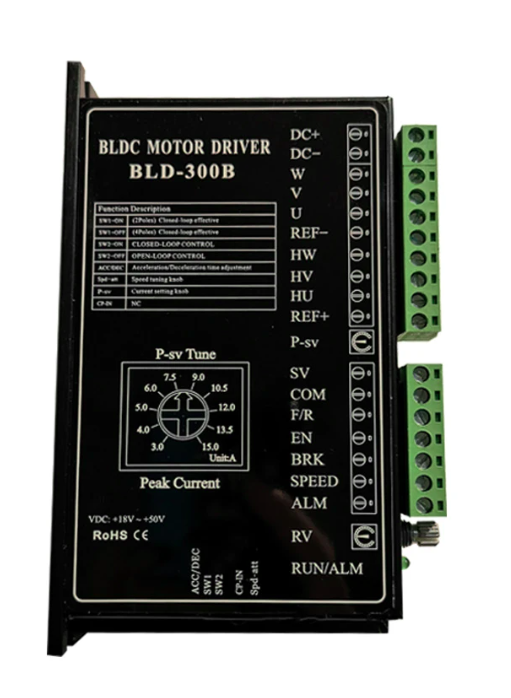 BLDC MOTOR DRIVER
BLD-300B
Function Description
SW1-ON (2Poles) Closed-loop effective
SW1-OFF (4Poles) Closed-loop effective
SW2-ON CLOSED-LOOP CONTROL
SW2-OFF OPEN-LOOP CONTROL
ACC/DEC Acceleration/Deceleration time adjustment
Spd-att Speed tuning knob
P-sv Current setting knob
CP-IN NC
P-sv Tune
7.5 9.0
6.0 10.5
5.0 12.0
4.0 13.5
3.0 15.0
Unit:A
Peak Current
VDC: +18V ~ +50V
RoHS CE
ACC/DEC
SW1
SW2
CP-IN
Spd-att
DC+
DC-
W
V
U
REF-
HW
HV
HU
REF+
P-sv
SV
COM
F/R
EN
BRK
SPEED
ALM
RV
RUN/ALM